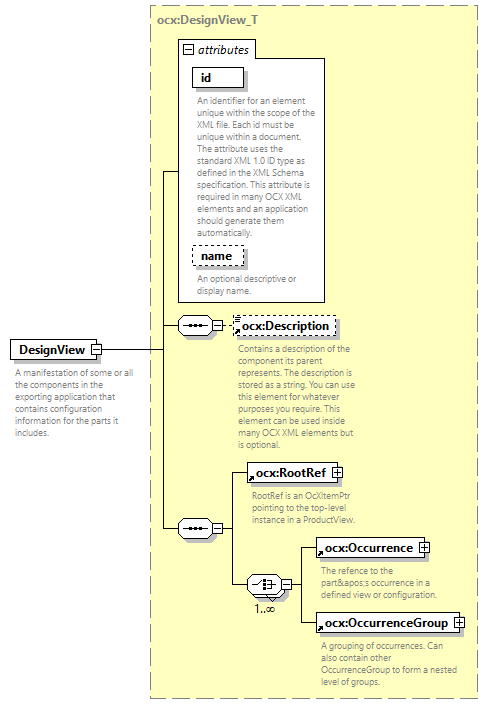 ocx:DesignView_T
attributes
id
An identifier for an element
unique within the scope of the
XML file. Each id must be
unique within a document.
The attribute uses the
standard XML 1.0 ID type as
defined in the XML Schema
specification. This attribute is
required in many OCX XML
elements and an application
should generate them
automatically.
name
An optional descriptive or
display name.
ocx:Description
Contains a description of the
component its parent
represents. The description is
stored as a string. You can use
this element for whatever
purposes you require. This
element can be used inside
many OCX XML elements but
is optional.
DesignView
A manifestation of some or all
the components in the
exporting application that
contains configuration
information for the parts it
includes.
ocx:RootRef
RootRef is an OcXItemPtr
pointing to the top-level
instance in a ProductView.
1..∞
ocx:Occurrence
The refence to the
part&apos;s occurrence in a
defined view or configuration.
ocx:OccurrenceGroup
A grouping of occurrences. Can
also contain other
OccurrenceGroup to form a nested
level of groups.